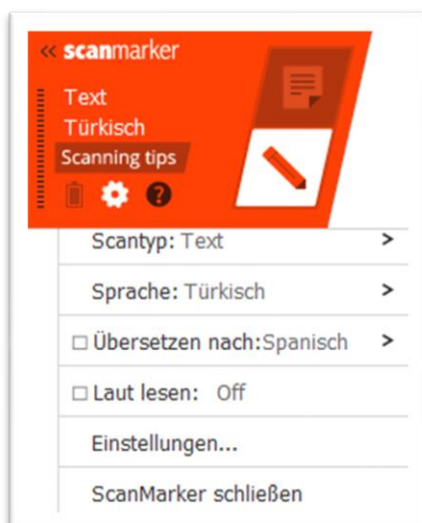 « scanmarker
Text
Türkisch
Scanning tips
?
Scantyp: Text >
Sprache: Türkisch >
Übersetzen nach:Spanisch >
Laut lesen: Off
Einstellungen...
ScanMarker schließen